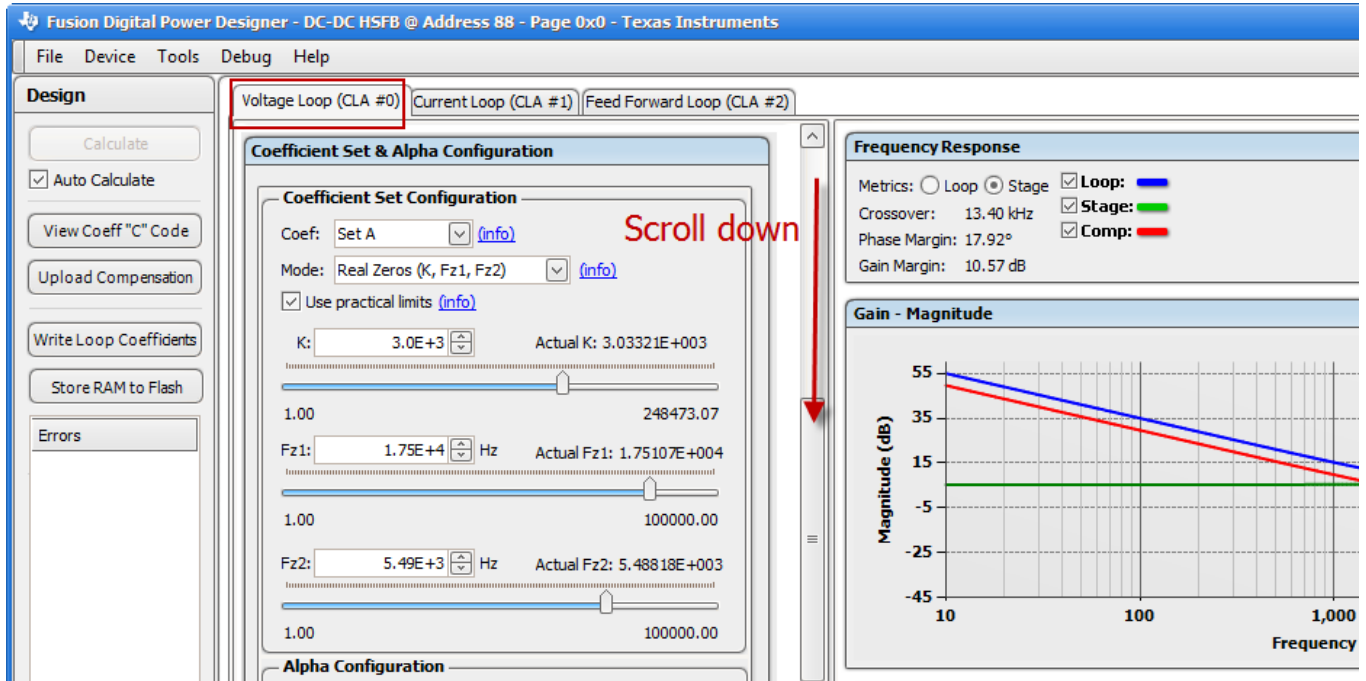 Fusion Digital Power Designer - DC-DC HSFB @ Address 88 - Page 0x0 - Texas Instruments
File Device Tools Debug Help
Design
Calculate
Auto Calculate
View Coeff "C" Code
Upload Compensation
Write Loop Coefficients
Store RAM to Flash
Errors
Voltage Loop (CLA #0) Current Loop (CLA #1) Feed Forward Loop (CLA #2)
Coefficient Set & Alpha Configuration
Coefficient Set Configuration
Coef: Set A (info)
Scroll down
Mode: Real Zeros (K, Fz1, Fz2) (info)
Use practical limits (info)
K: 3.0E+3 Actual K: 3.03321E+003
1.00 248473.07
Fz1: 1.75E+4 Hz Actual Fz1: 1.75107E+004
1.00 100000.00
Fz2: 5.49E+3 Hz Actual Fz2: 5.48818E+003
1.00 100000.00
Alpha Configuration
Frequency Response
Metrics: Loop Stage Loop:
Crossover: 13.40 kHz Stage:
Phase Margin: 17.92° Comp:
Gain Margin: 10.57 dB
Gain - Magnitude
Magnitude (dB)
55
35
15
-5
-25
-45
10 100 1,000
Frequency